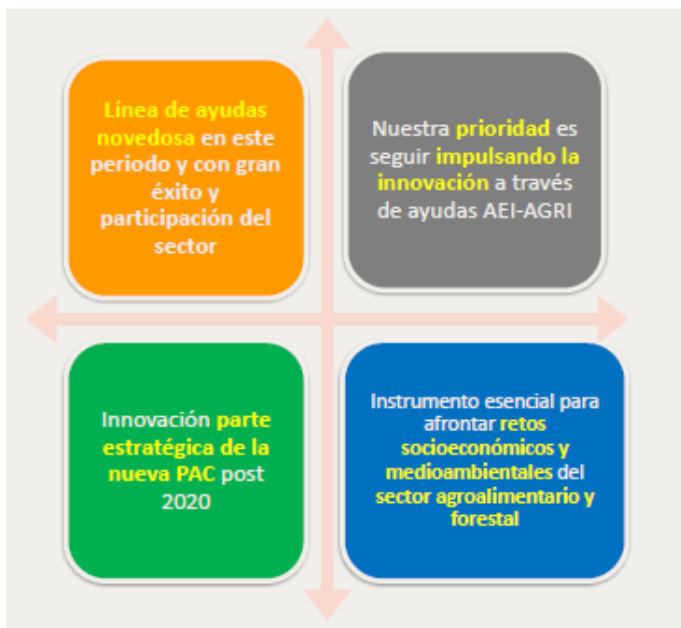 Línea de ayudas
novedosa en este
periodo y con gran
éxito y
participación del
sector
Nuestra prioridad es
seguir impulsando la
innovación a través
de ayudas AEI-AGRI
Innovación parte
estratégica de la
nueva PAC post
2020
Instrumento esencial para
afrontar retos
socioeconómicos y
medioambientales del
sector agroalimentario y
forestal